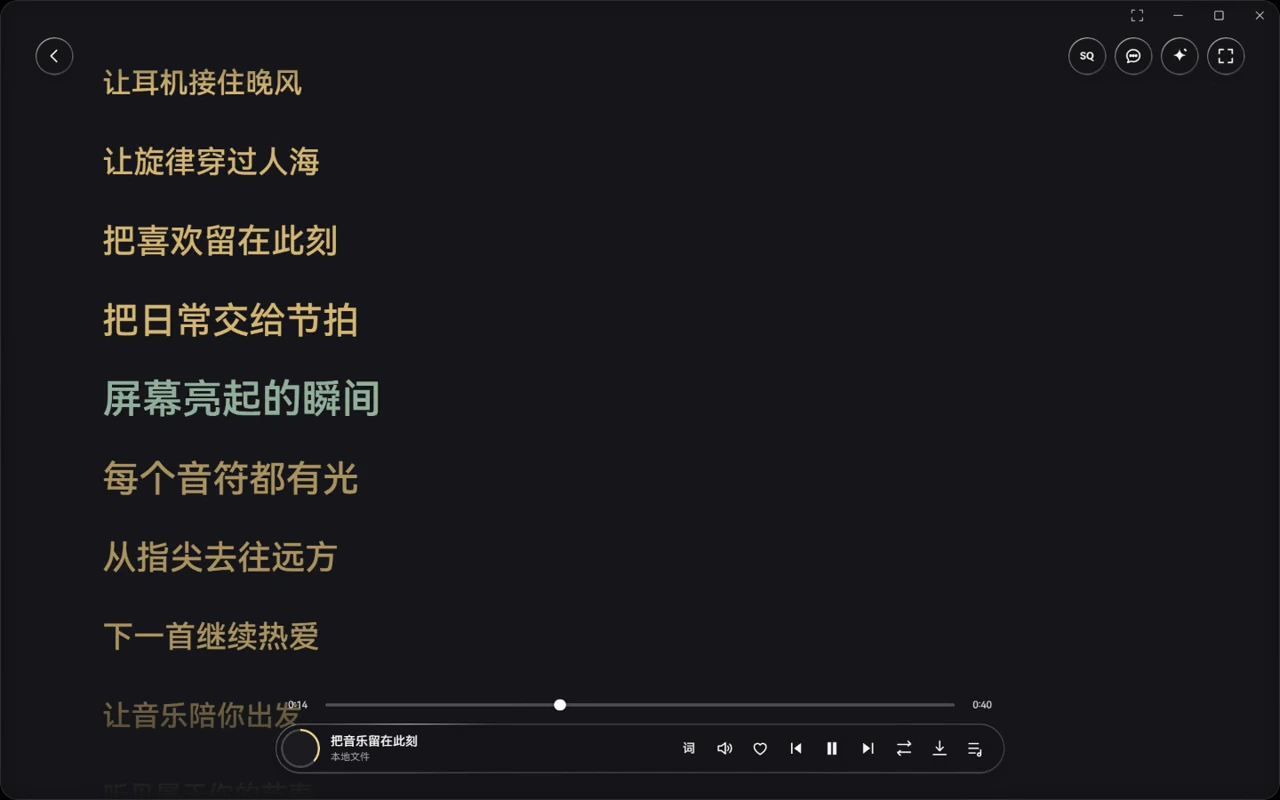 SQ
让耳机接住晚风
让旋律穿过人海
把喜欢留在此刻
把日常交给节拍
屏幕亮起的瞬间
每个音符都有光
从指尖去往远方
下一首继续热爱
让音乐陪你出发
0:14
0:40
把音乐留在此刻
本地文件
词